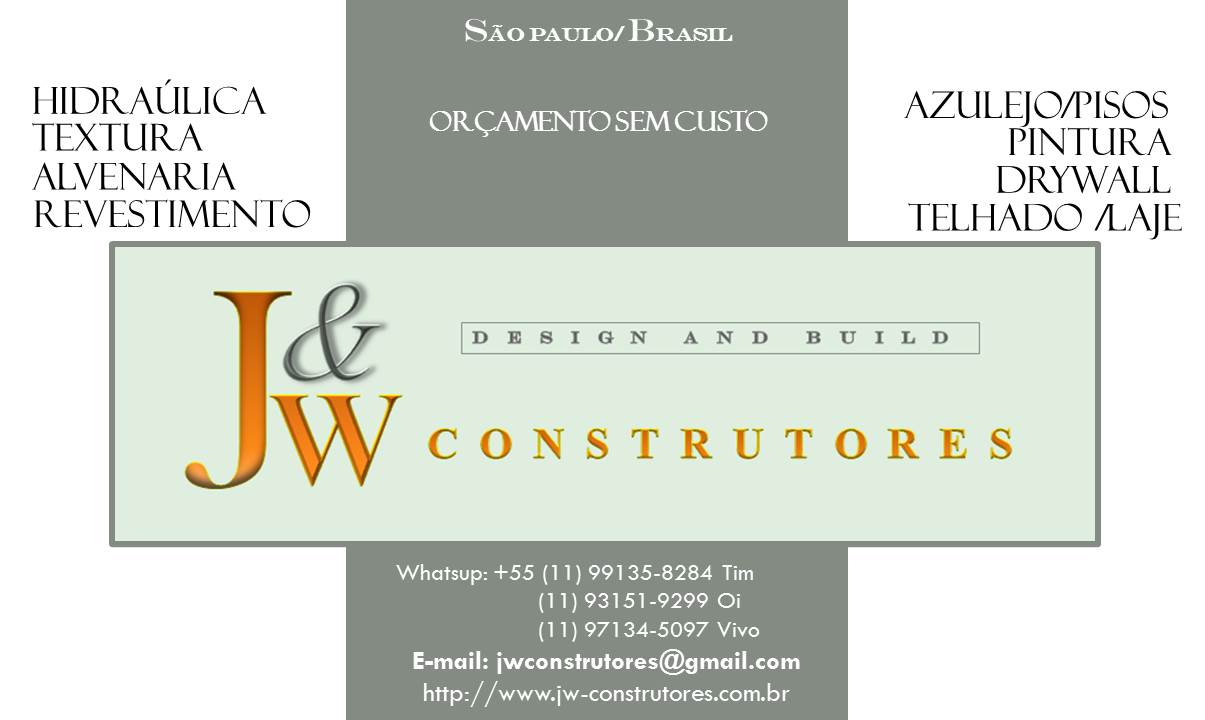 São Paulo/ Brasil
Orçamento sem custo
HIDRAÚLICA
TEXTURA
ALVENARIA
REVESTIMENTO
AZULEJO/PISOS
PINTURA
DRYWALL
TELHADO /LAJE
J&W
DESIGN AND BUILD
CONSTRUTORES
Whatsup: +55 (11) 99135-8284 Tim
(11) 93151-9299 Oi
(11) 97134-5097 Vivo
E-mail: jwconstrutores@gmail.com
http://www.jw-construtores.com.br